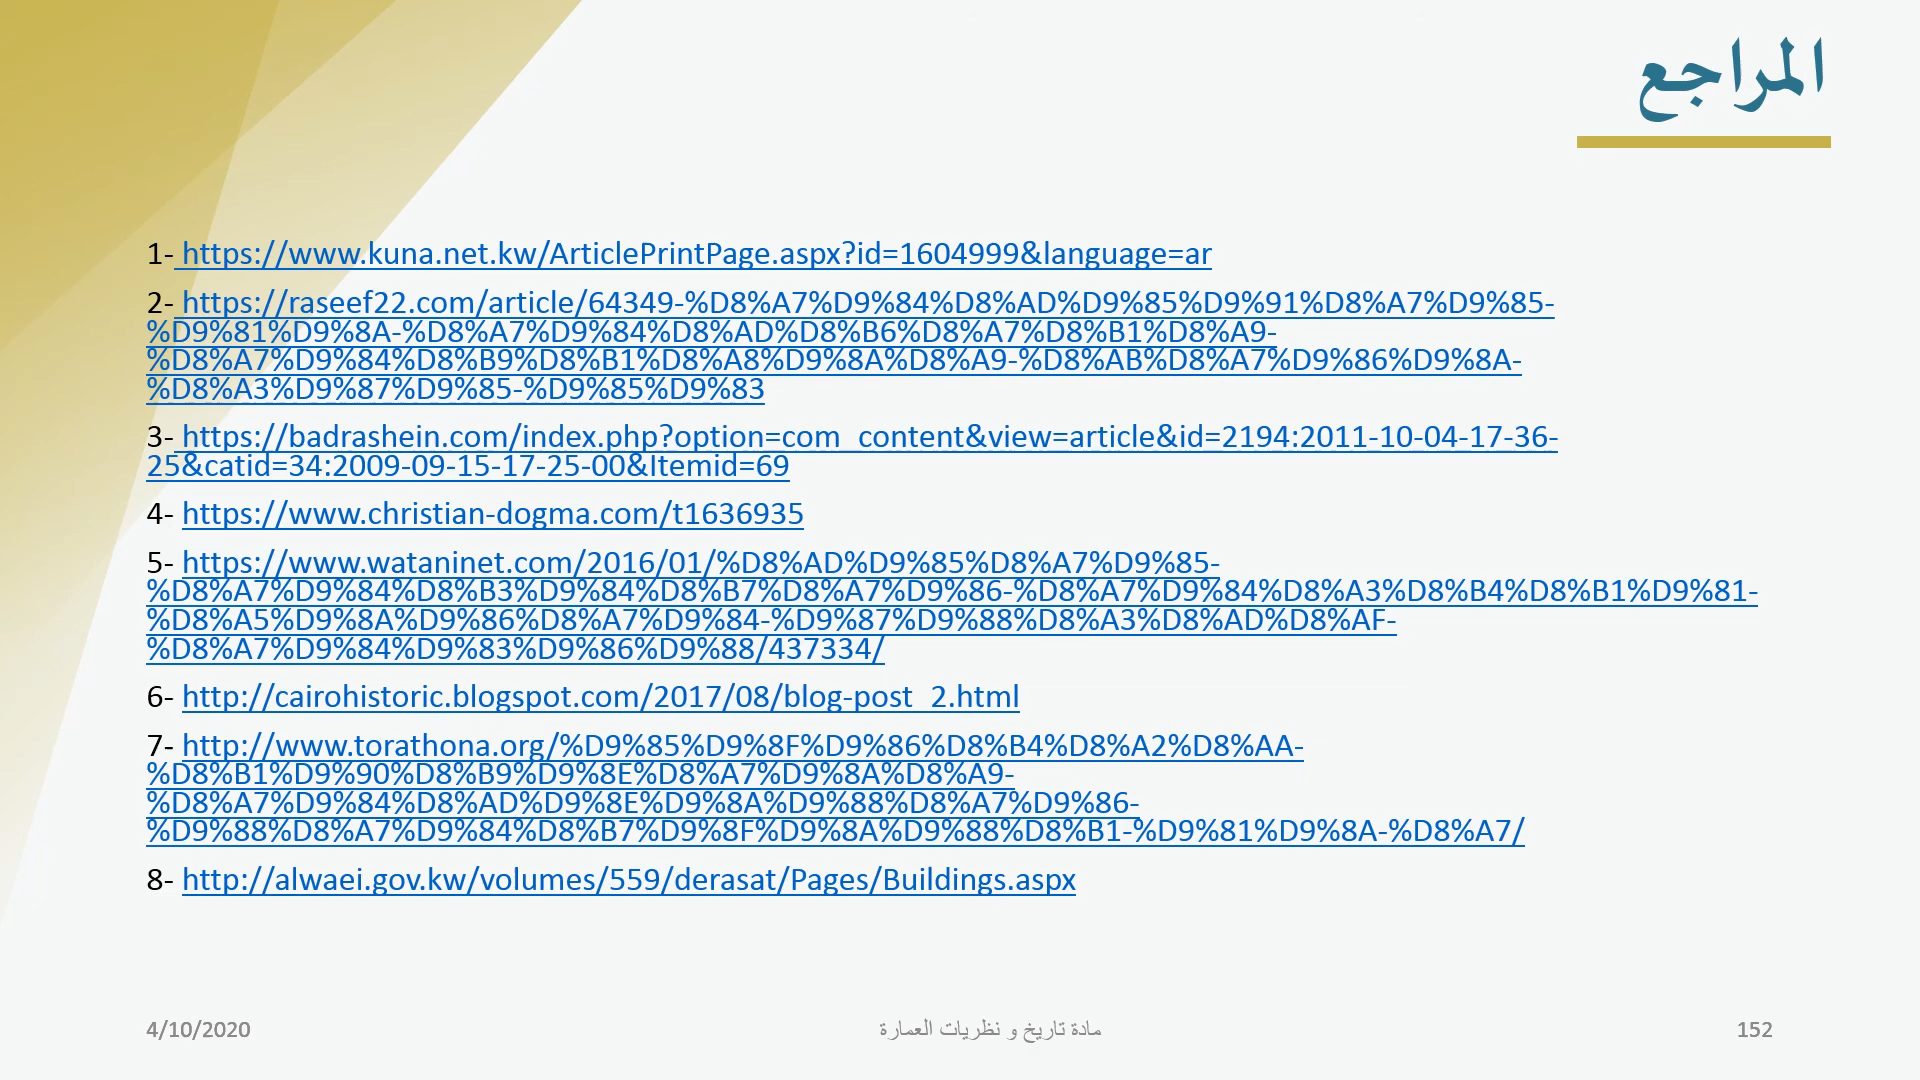 المراجع
1- https://www.kuna.net.kw/ArticlePrintPage.aspx?id=1604999&language=ar
2- https://raseef22.com/article/64349-%D8%A7%D9%84%D8%AD%D9%85%D9%91%D8%A7%D9%85-
%D9%81%D9%8A-%D8%A7%D9%84%D8%AD%D8%B6%D8%A7%D8%B1%D8%A9-
%D8%A7%D9%84%D8%B9%D8%B1%D8%A8%D9%8A%D8%A9-%D8%AB%D8%A7%D9%86%D9%8A-
%D8%A3%D9%87%D9%85-%D9%85%D9%83
3- https://badrashein.com/index.php?option=com_content&view=article&id=2194:2011-10-04-17-36-
25&catid=34:2009-09-15-17-25-00&Itemid=69
4- https://www.christian-dogma.com/t1636935
5- https://www.wataninet.com/2016/01/%D8%AD%D9%85%D8%A7%D9%85-
%D8%A7%D9%84%D8%B3%D9%84%D8%B7%D8%A7%D9%86-%D8%A7%D9%84%D8%A3%D8%B4%D8%B1%D9%81-
%D8%A5%D9%8A%D9%86%D8%A7%D9%84-%D9%87%D9%88%D8%A3%D8%AD%D8%AF-
%D8%A7%D9%84%D9%83%D9%86%D9%88/437334/
6- http://cairohistoric.blogspot.com/2017/08/blog-post_2.html
7- http://www.torathona.org/%D9%85%D9%8F%D9%86%D8%B4%D8%A2%D8%AA-
%D8%B1%D9%90%D8%B9%D9%8E%D8%A7%D9%8A%D8%A9-
%D8%A7%D9%84%D8%AD%D9%8E%D9%8A%D9%88%D8%A7%D9%86-
%D9%88%D8%A7%D9%84%D8%B7%D9%8F%D9%8A%D9%88%D8%B1-%D9%81%D9%8A-%D8%A7/
8- http://alwaei.gov.kw/volumes/559/derasat/Pages/Buildings.aspx
4/10/2020
مادة تاريخ و نظريات العمارة
152